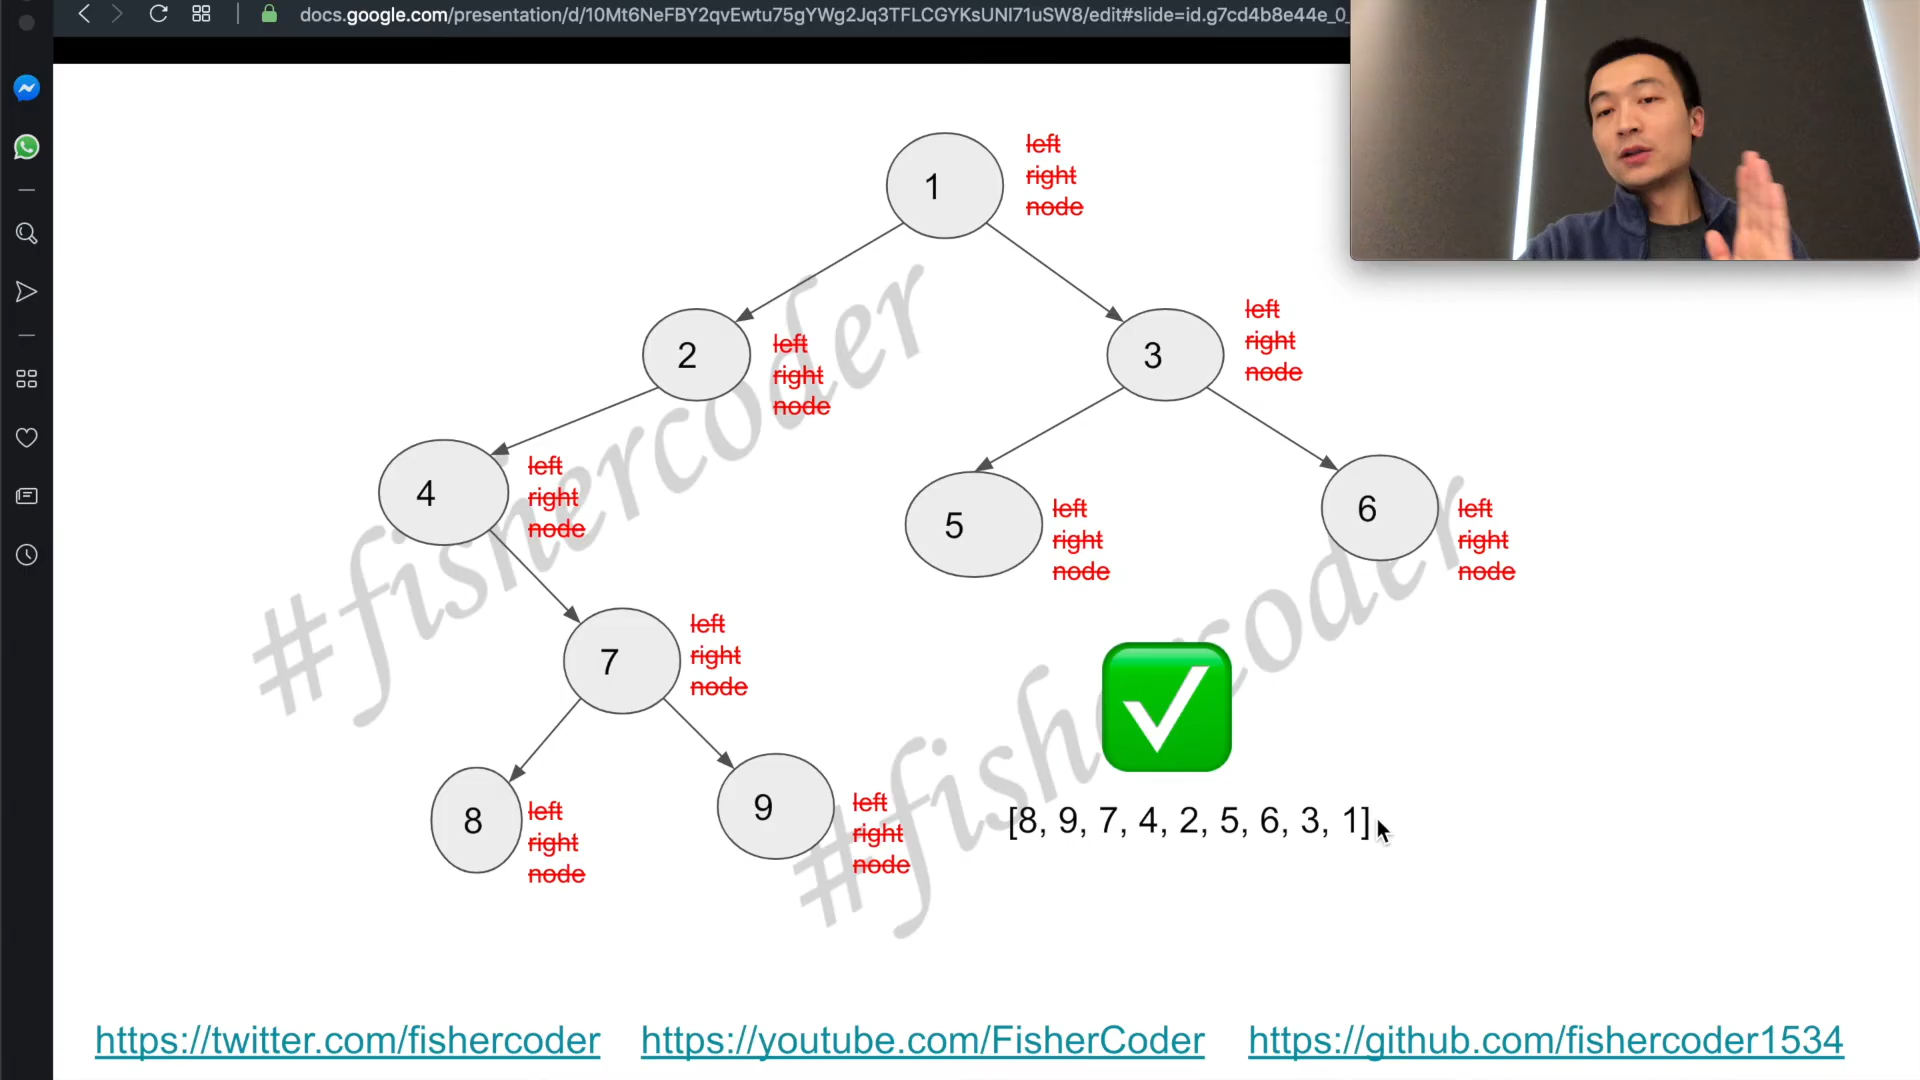 docs.google.com/presentation/d/10Mt6NeFBY2qvEwtu75gYWg2Jq3TFLCGYKsUNI71uSW8/edit#slide=id.g7cd4b8e44e_0_
1
left
right
node
2
left
right
node
3
left
right
node
4
left
right
node
5
left
right
node
6
left
right
node
7
left
right
node
8
left
right
node
9
left
right
node
[8, 9, 7, 4, 2, 5, 6, 3, 1]
#fishercoder
#fishercoder
https://twitter.com/fishercoder
https://youtube.com/FisherCoder
https://github.com/fishercoder1534